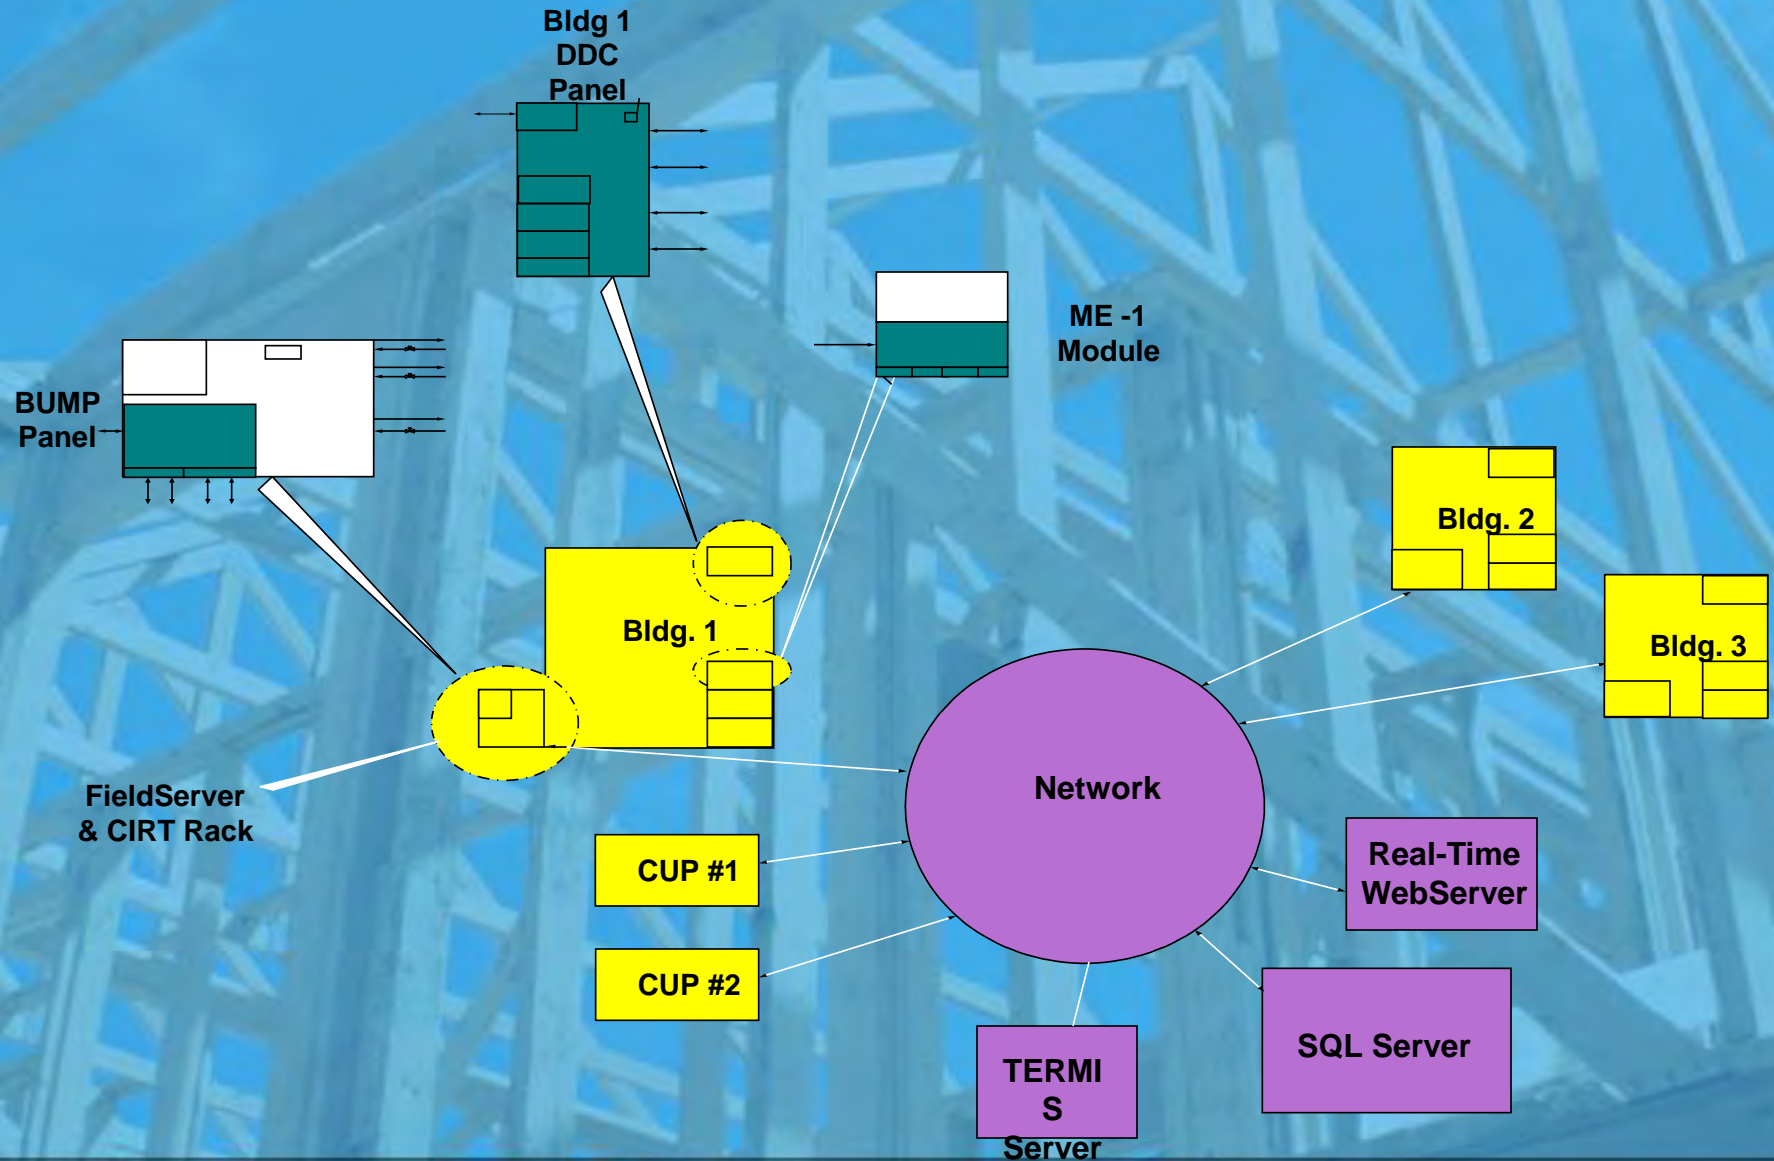 Bldg 1
DDC
Panel
ME -1
Module
BUMP
Panel
Bldg. 2
Bldg. 1
Bldg. 3
Network
FieldServer
& CIRT Rack
CUP #1
Real-Time
WebServer
CUP #2
SQL Server
TERMI
S
Server